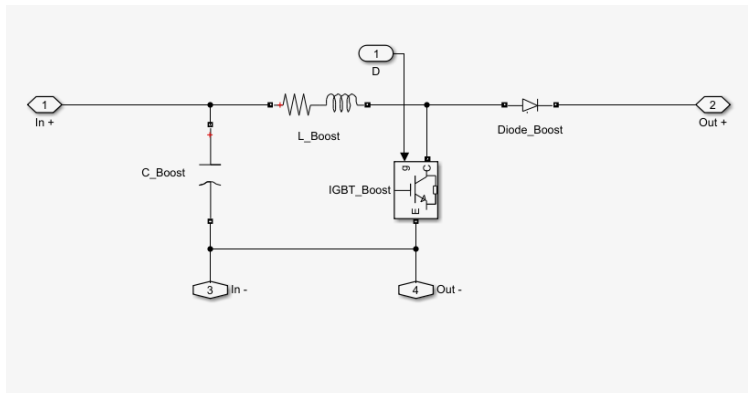 1
D
1
In +
2
Out +
L_Boost
Diode_Boost
C_Boost
IGBT_Boost
g
C
E
3
In -
4
Out -